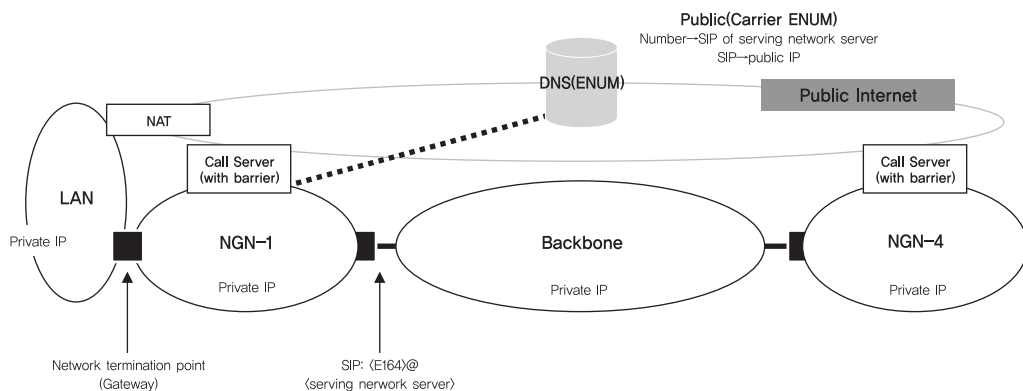 Public(Carrier ENUM)
Number→SIP of serving network server
SIP→public IP
DNS(ENUM)
Public Internet
NAT
Call Server
(with barrier)
Call Server
(with barrier)
LAN
Private IP
NGN-1
Private IP
Backbone
Private IP
NGN-4
Private IP
Network termination point
(Gateway)
SIP: 〈E164〉@
〈serving nerwork server〉